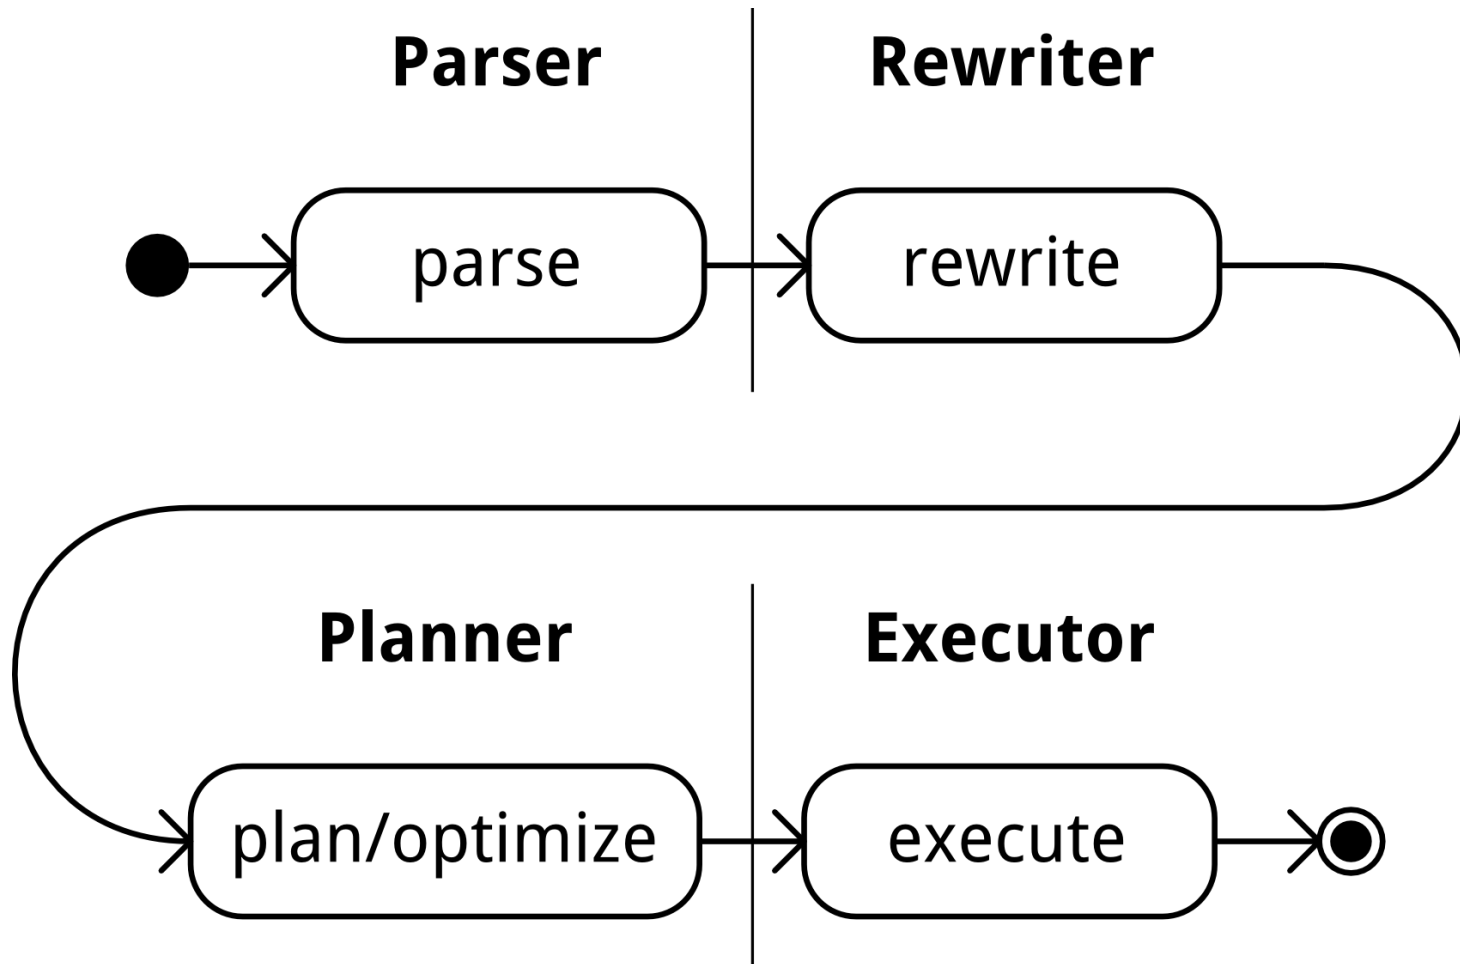 Parser
Rewriter
parse
rewrite
Planner
Executor
plan/optimize
execute